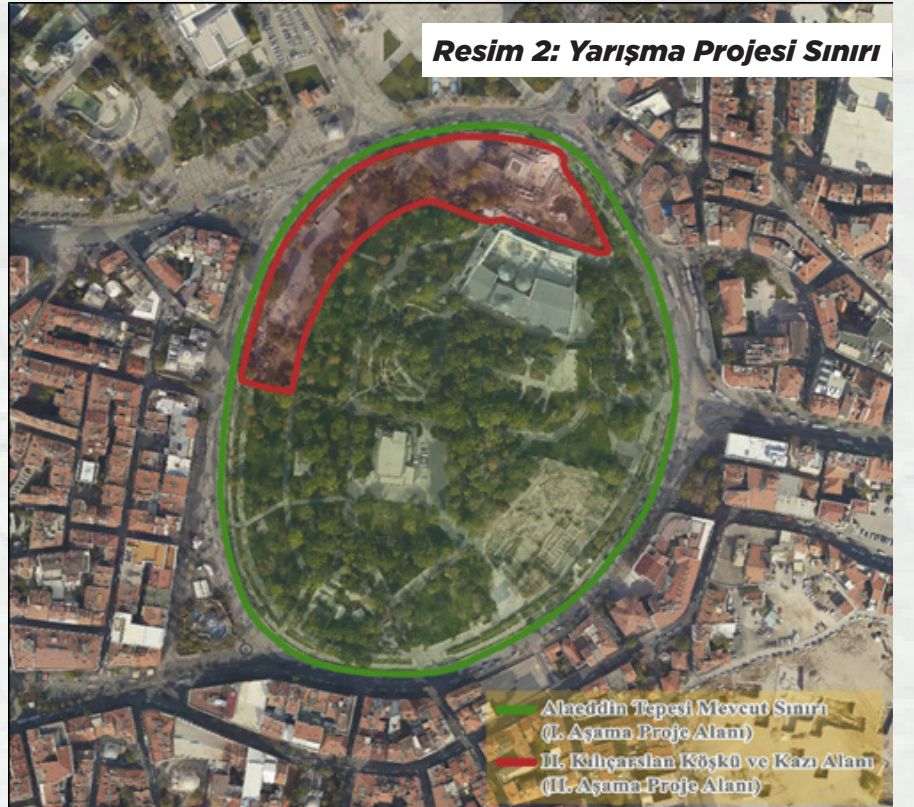 Resim 2: Yarışma Projesi Sınırı
Alaeddin Tepesi Mevcut Sınırı
(I. Aşama Proje Alanı)
II. Kılıçarslan Köşkü ve Kazı Alanı
(II. Aşama Proje Alanı)